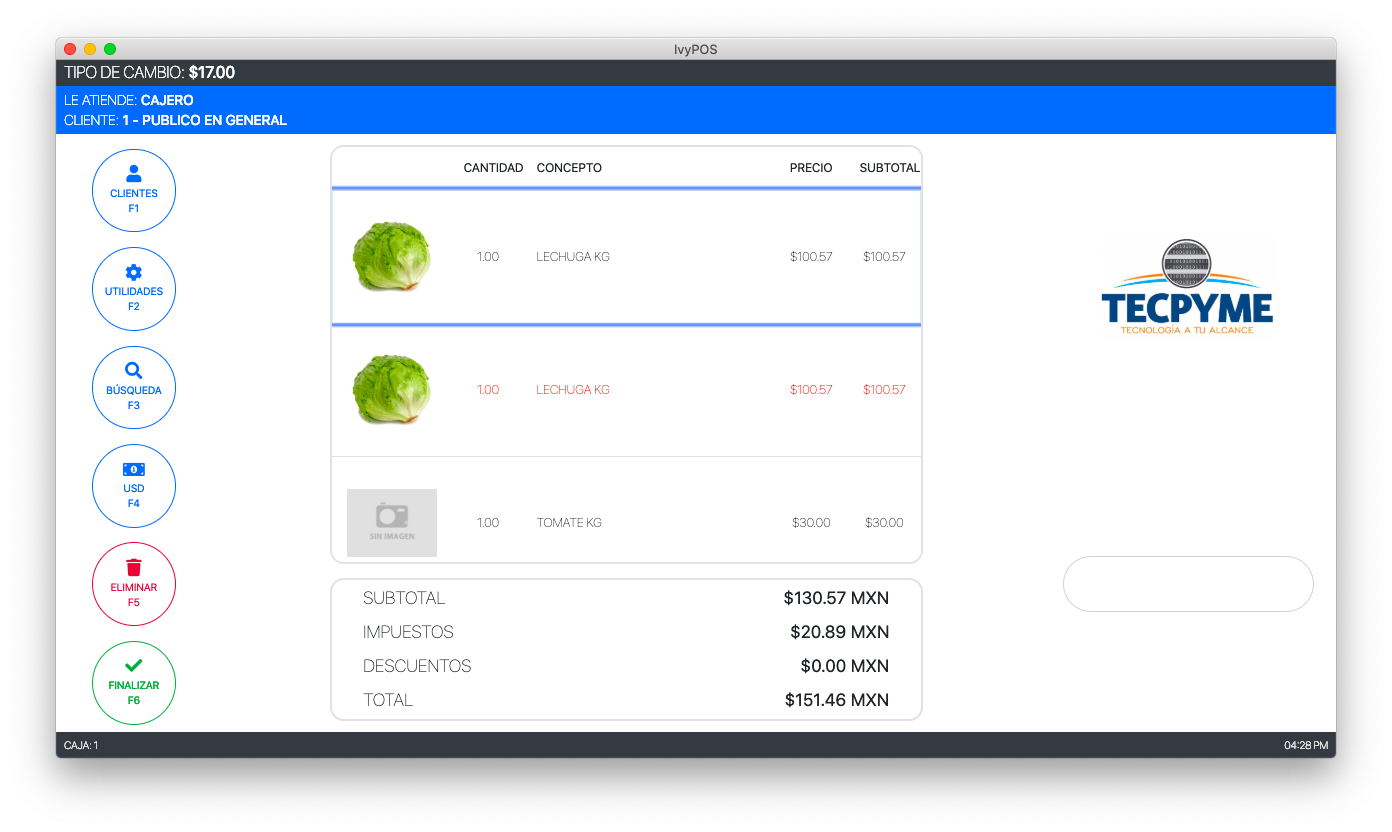 IvyPOS
TIPO DE CAMBIO: $17.00
LE ATIENDE: CAJERO
CLIENTE: 1 - PUBLICO EN GENERAL
CLIENTES
F1
UTILIDADES
F2
BÚSQUEDA
F3
USD
F4
ELIMINAR
F5
FINALIZAR
F6
CANTIDAD CONCEPTO PRECIO SUBTOTAL
1.00 LECHUGA KG $100.57 $100.57
1.00 LECHUGA KG $100.57 $100.57
SIN IMAGEN
1.00 TOMATE KG $30.00 $30.00
SUBTOTAL $130.57 MXN
IMPUESTOS $20.89 MXN
DESCUENTOS $0.00 MXN
TOTAL $151.46 MXN
TECPYME
TECNOLOGÍA A TU ALCANCE
CAJA: 1
04:28 PM